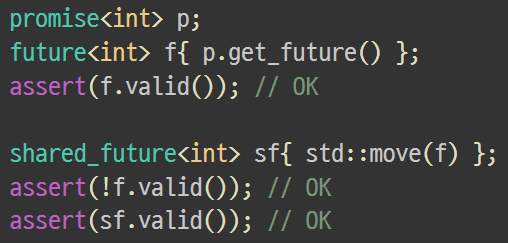 promise<int> p;
future<int> f{ p.get_future() };
assert(f.valid()); // OK
shared_future<int> sf{ std::move(f) };
assert(!f.valid()); // OK
assert(sf.valid()); // OK